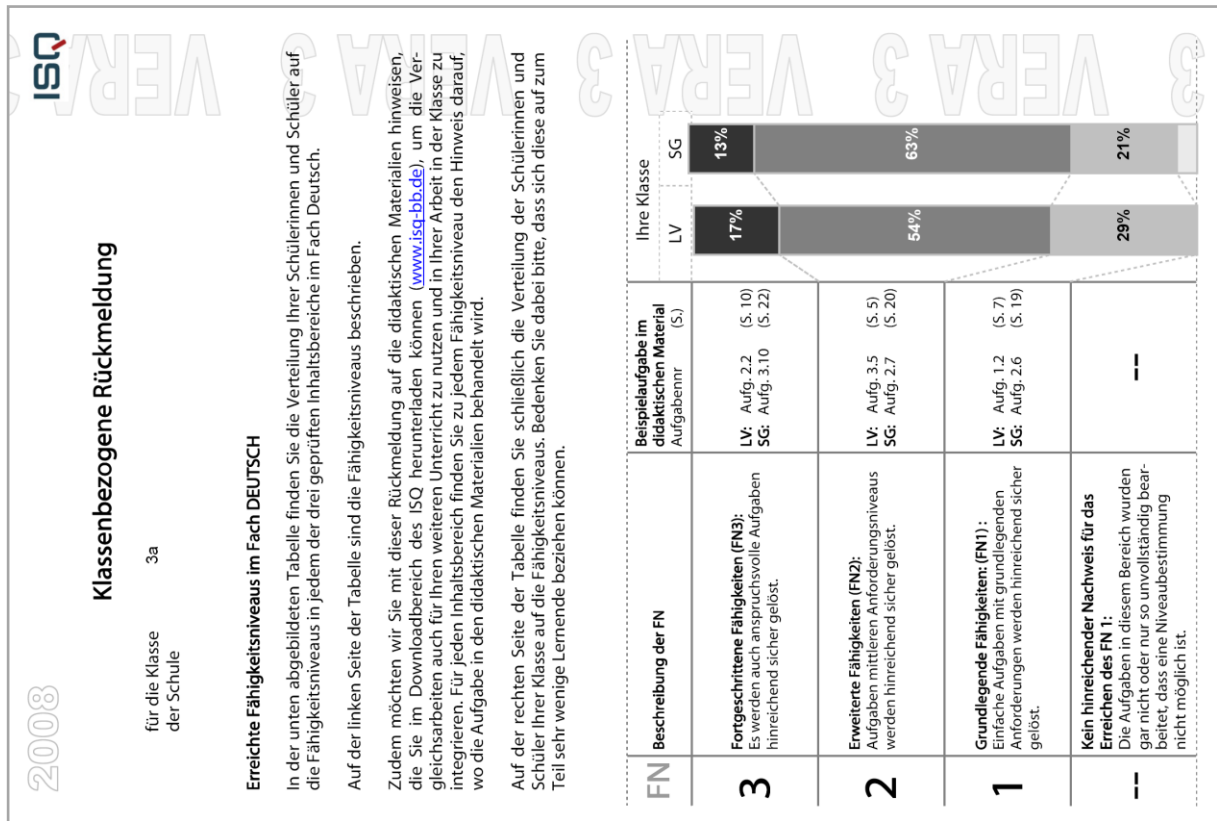 2008
ISQ
VERA 3 VERA 3 VERA 3 VERA 3 VERA 3
Klassenbezogene Rückmeldung
für die Klasse 3a
der Schule
Erreichte Fähigkeitsniveaus im Fach DEUTSCH
In der unten abgebildeten Tabelle finden Sie die Verteilung Ihrer Schülerinnen und Schüler auf
die Fähigkeitsniveaus in jedem der drei geprüften Inhaltsbereiche im Fach Deutsch.
Auf der linken Seite der Tabelle sind die Fähigkeitsniveaus beschrieben.
Zudem möchten wir Sie mit dieser Rückmeldung auf die didaktischen Materialien hinweisen,
die Sie im Downloadbereich des ISQ herunterladen können (www.isq-bb.de), um die Ver-
gleichsarbeiten auch für Ihren weiteren Unterricht zu nutzen und in Ihrer Arbeit in der Klasse zu
integrieren. Für jeden Inhaltsbereich finden Sie zu jedem Fähigkeitsniveau den Hinweis darauf,
wo die Aufgabe in den didaktischen Materialien behandelt wird.
Auf der rechten Seite der Tabelle finden Sie schließlich die Verteilung der Schülerinnen und
Schüler Ihrer Klasse auf die Fähigkeitsniveaus. Bedenken Sie dabei bitte, dass sich diese auf zum
Teil sehr wenige Lernende beziehen können.
FN
Beschreibung der FN
Beispielaufgabe im
didaktischen Material
Aufgabennr (S.)
Ihre Klasse
LV SG
3
Fortgeschrittene Fähigkeiten (FN3):
Es werden auch anspruchsvolle Aufgaben
hinreichend sicher gelöst.
LV: Aufg. 2.2 (S. 10)
SG: Aufg. 3.10 (S. 22)
17% 13%
2
Erweiterte Fähigkeiten (FN2):
Aufgaben mittleren Anforderungsniveaus
werden hinreichend sicher gelöst.
LV: Aufg. 3.5 (S. 5)
SG: Aufg. 2.7 (S. 20)
54% 63%
1
Grundlegende Fähigkeiten: (FN1) :
Einfache Aufgaben mit grundlegenden
Anforderungen werden hinreichend sicher
gelöst.
LV: Aufg. 1.2 (S. 7)
SG: Aufg. 2.6 (S. 19)
29% 21%
--
Kein hinreichender Nachweis für das
Erreichen des FN 1:
Die Aufgaben in diesem Bereich wurden
gar nicht oder nur so unvollständig bear-
beitet, dass eine Niveaubestimmung
nicht möglich ist.
--